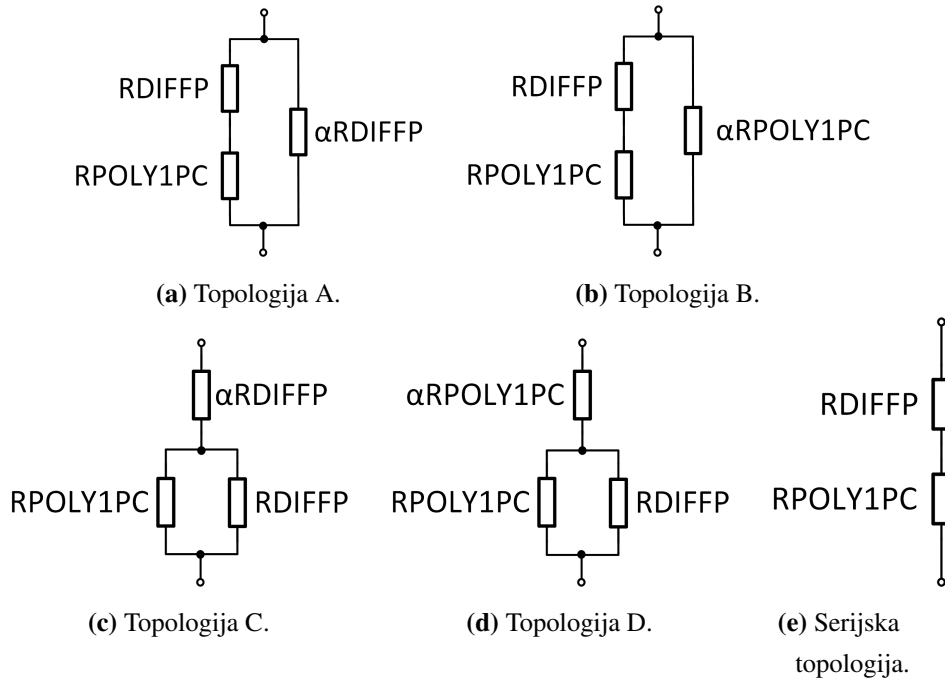 RDIFFP
αRDIFFP
RPOLY1PC
(a) Topologija A.
RDIFFP
αRPOLY1PC
RPOLY1PC
(b) Topologija B.
αRDIFFP
RPOLY1PC
RDIFFP
(c) Topologija C.
αRPOLY1PC
RPOLY1PC
RDIFFP
(d) Topologija D.
RDIFFP
RPOLY1PC
(e) Serijska
topologija.